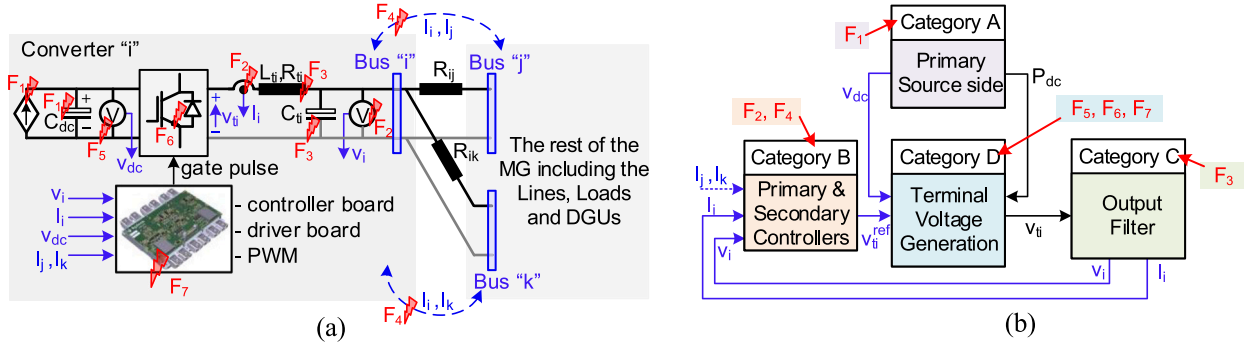 Converter “i”
F4
Ii , Ij
Bus “i”
Bus “j”
F1
F1
Cdc
+
−
V
F5
vdc
F6
+
−
vti
F2
Ii
Lti, Rti
F3
Cti
F3
V
F2
vi
Rij
Rik
The rest of the
MG including the
Lines, Loads
and DGUs
gate pulse
vi
Ii
vdc
Ij ,Ik
F7
- controller board
- driver board
- PWM
F4
Ii , Ik
Bus “k”
(a)
F1
Category A
Primary
Source side
vdc
Pdc
F2, F4
F5, F6, F7
Category B
Primary &
Secondary
Controllers
Ij , Ik
Ii
vi
vtiref
Category D
Terminal
Voltage
Generation
vti
Category C
Output
Filter
F3
vi
Ii
(b)